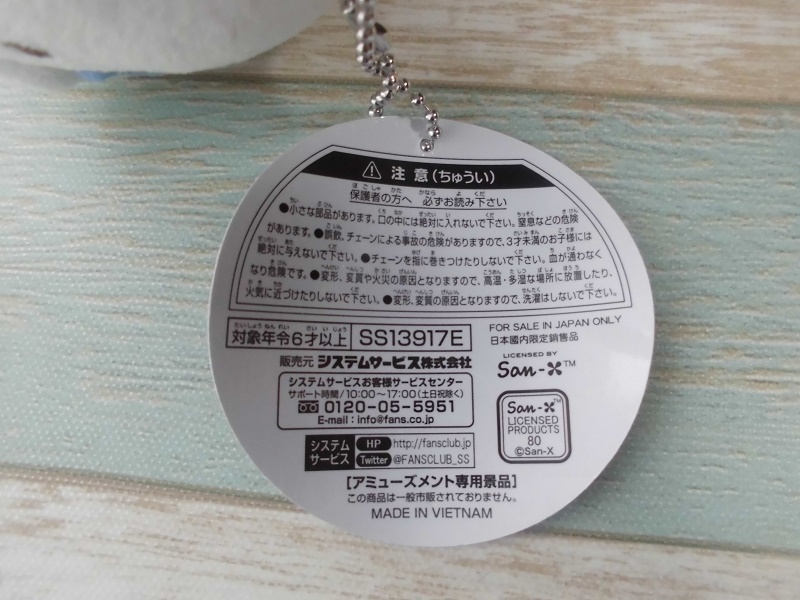 ⚠ 注意(ちゅうい)
保護者の方へ 必ずお読み下さい
●小さな部品があります。口の中には絶対に入れないで下さい。窒息などの危険
があります。●誤飲、チェーンによる事故の危険がありますので、3才未満のお子様には
絶対に与えないで下さい。●チェーンを指に巻きつけたりしないで下さい。血が通わなく
なり危険です。●変形、変質や火災の原因となりますので、高温・多湿な場所に放置したり、
火気に近づけたりしないで下さい。●変形、変質の原因となりますので、洗濯はしないで下さい。
対象年令6才以上 SS13917E
FOR SALE IN JAPAN ONLY
日本国内限定販売品
販売元 システムサービス株式会社
LICENSED BY
San-X™
システムサービスお客様サービスセンター
サポート時間/10:00~17:00(土日祝除く)
0120-05-5951
E-mail:info@fans.co.jp
San-X™
LICENSED
PRODUCTS
80
©San-X
システム
サービス
HP http://fansclub.jp
Twitter @FANSCLUB_SS
[アミューズメント専用景品]
この商品は一般市販されておりません。
MADE IN VIETNAM